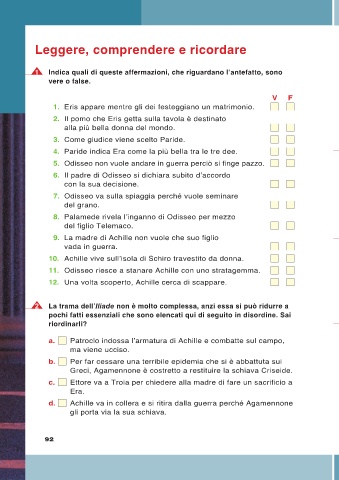 Leggere, comprendere e ricordare
1 Indica quali di queste affermazioni, che riguardano l'antefatto, sono
vere o false.
V F
1. Eris appare mentre gli dei festeggiano un matrimonio.
2. Il pomo che Eris getta sulla tavola è destinato
alla più bella donna del mondo.
3. Come giudice viene scelto Paride.
4. Paride indica Era come la più bella tra le tre dee.
5. Odisseo non vuole andare in guerra perciò si finge pazzo.
6. Il padre di Odisseo si dichiara subito d'accordo
con la sua decisione.
7. Odisseo va sulla spiaggia perché vuole seminare
del grano.
8. Palamede rivela l'inganno di Odisseo per mezzo
del figlio Telemaco.
9. La madre di Achille non vuole che suo figlio
vada in guerra.
10. Achille vive sull'isola di Schiro travestito da donna.
11. Odisseo riesce a stanare Achille con uno stratagemma.
12. Una volta scoperto, Achille cerca di scappare.
2 La trama dell'Iliade non è molto complessa, anzi essa si può ridurre a
pochi fatti essenziali che sono elencati qui di seguito in disordine. Sai
riordinarli?
a. Patroclo indossa l'armatura di Achille e combatte sul campo,
ma viene ucciso.
b. Per far cessare una terribile epidemia che si è abbattuta sui
Greci, Agamennone è costretto a restituire la schiava Criseide.
c. Ettore va a Troia per chiedere alla madre di fare un sacrificio a
Era.
d. Achille va in collera e si ritira dalla guerra perché Agamennone
gli porta via la sua schiava.
92